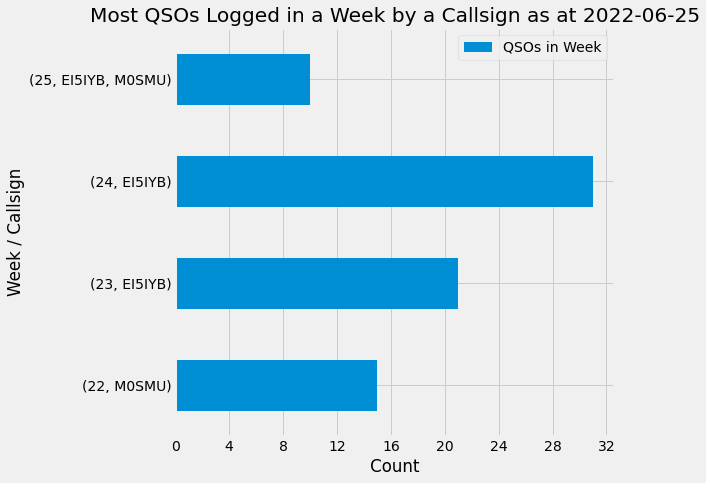 Most QSOs Logged in a Week by a Callsign as at 2022-06-25
QSOs in Week
(25, EI5IYB, M0SMU)
(24, EI5IYB)
(23, EI5IYB)
(22, M0SMU)
Week / Callsign
0 4 8 12 16 20 24 28 32
Count